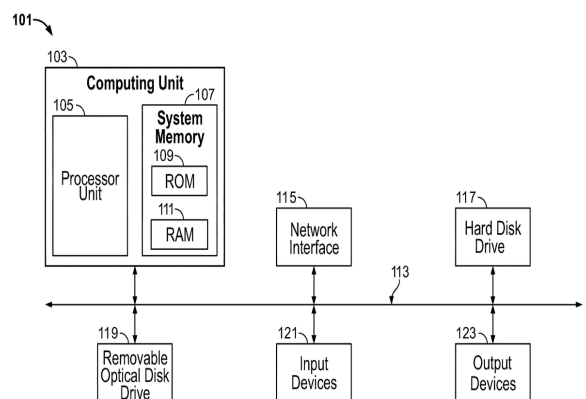 101
103
Computing Unit
105
107
System
Memory
Processor
Unit
109
ROM
111
RAM
115
Network
Interface
117
Hard Disk
Drive
113
119
Removable
Optical Disk
Drive
121
Input
Devices
123
Output
Devices